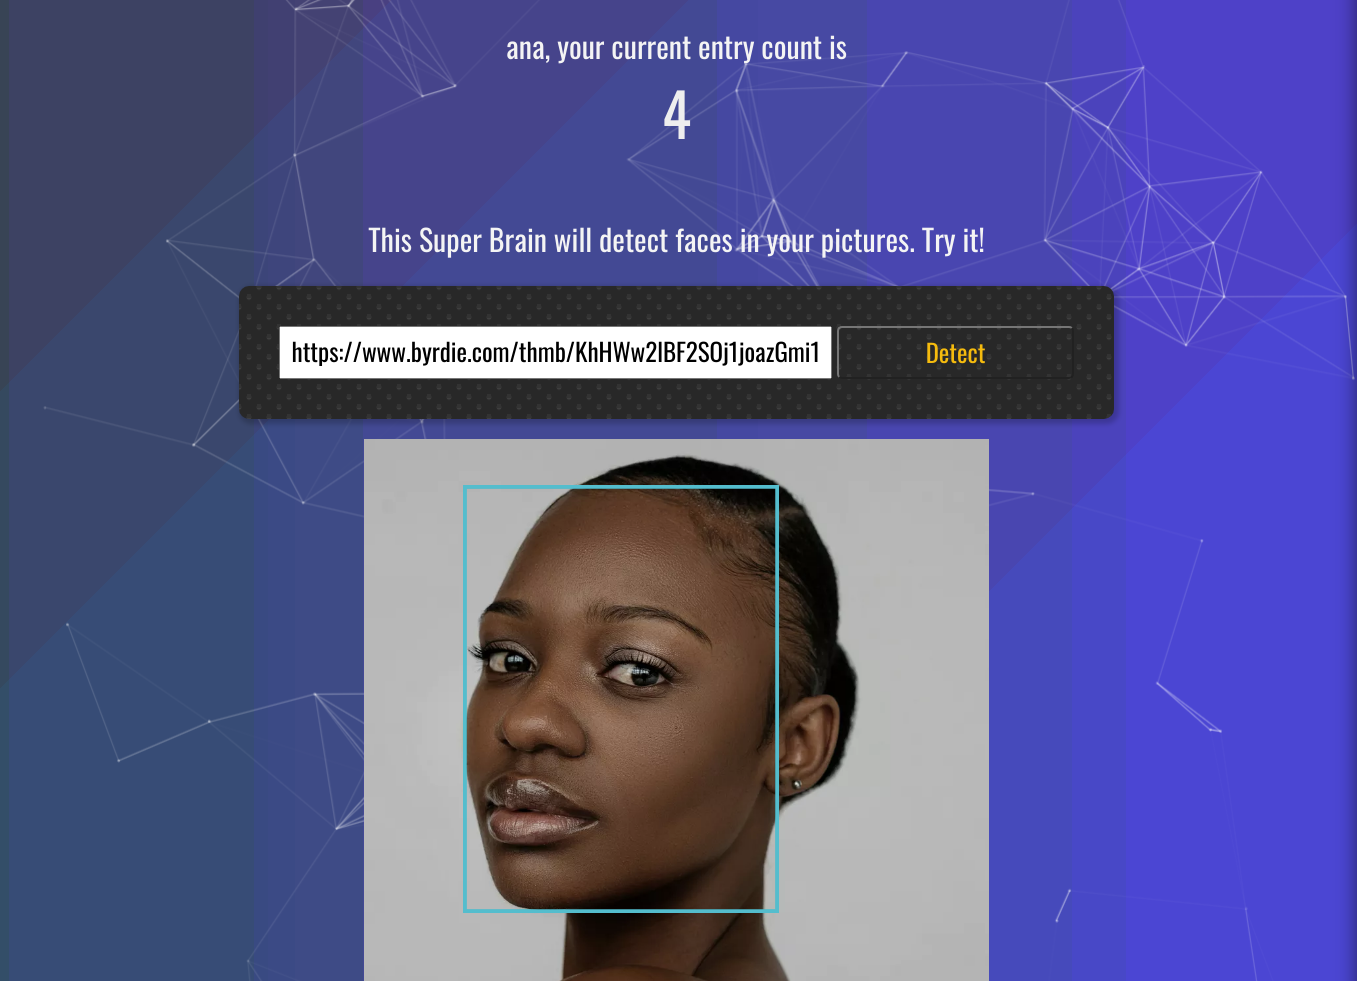 ana, your current entry count is
4
This Super Brain will detect faces in your pictures. Try it!
https://www.byrdie.com/thmb/KhHWw2IBF2SOj1joazGmi1
Detect